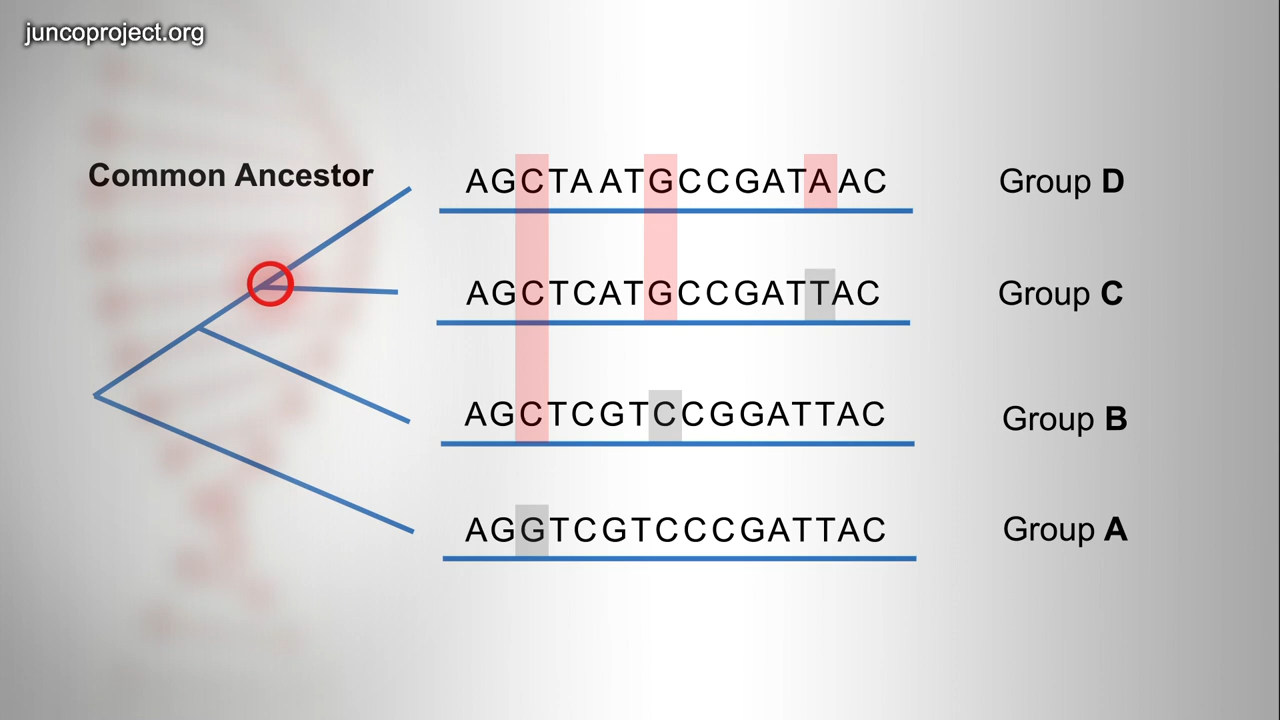 juncoproject.org
Common Ancestor
AGCTAATGCCGATAAC Group D
AGCTCATGCCGATTAC Group C
AGCTCGTCCGGATTAC Group B
AGGTCGTCCCGATTAC Group A